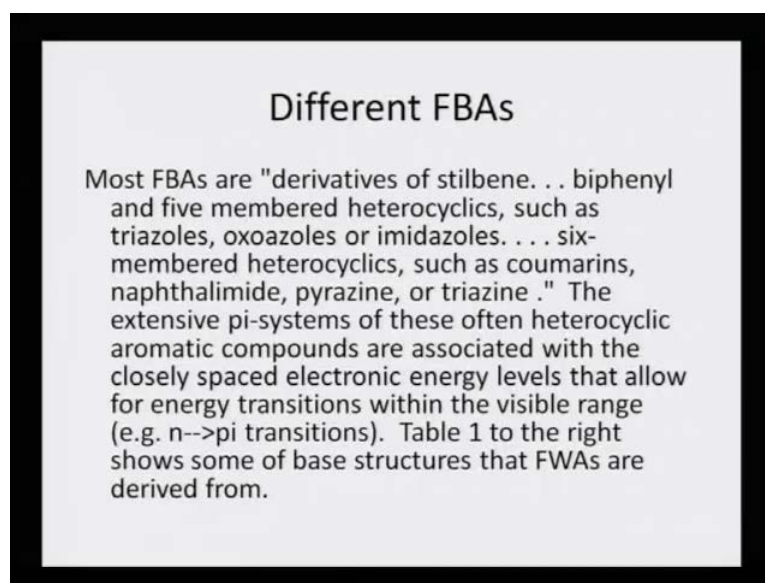 Different FBAs
Most FBAs are "derivatives of stilbene. . . biphenyl
and five membered heterocyclics, such as
triazoles, oxoazoles or imidazoles. . . . six-
membered heterocyclics, such as coumarins,
naphthalimide, pyrazine, or triazine ." The
extensive pi-systems of these often heterocyclic
aromatic compounds are associated with the
closely spaced electronic energy levels that allow
for energy transitions within the visible range
(e.g. n-->pi transitions). Table 1 to the right
shows some of base structures that FWAs are
derived from.